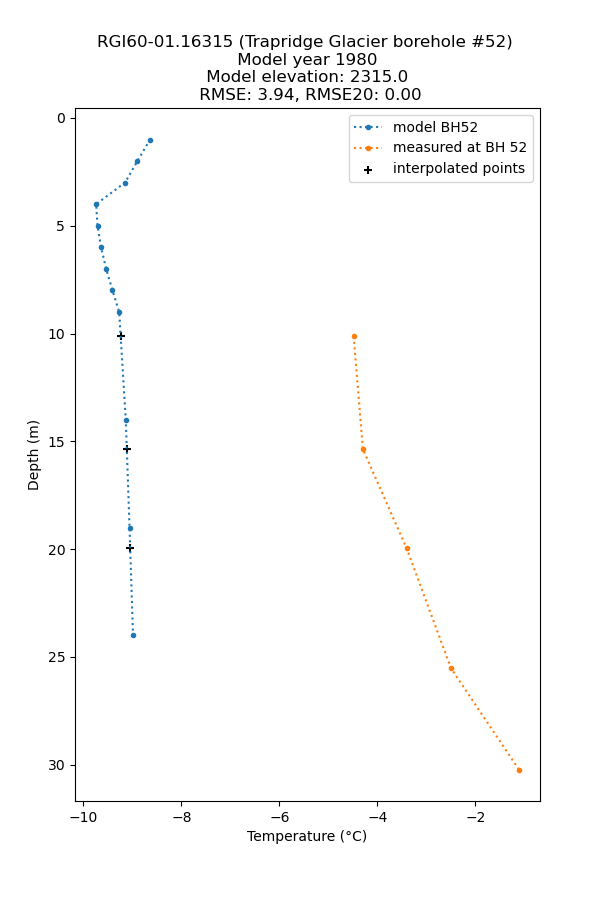 RGI60-01.16315 (Trapridge Glacier borehole #52)
Model year 1980
Model elevation: 2315.0
RMSE: 3.94, RMSE20: 0.00
model BH52
measured at BH 52
interpolated points
0
5
10
15
20
25
30
Depth (m)
−10
−8
−6
−4
−2
Temperature (°C)